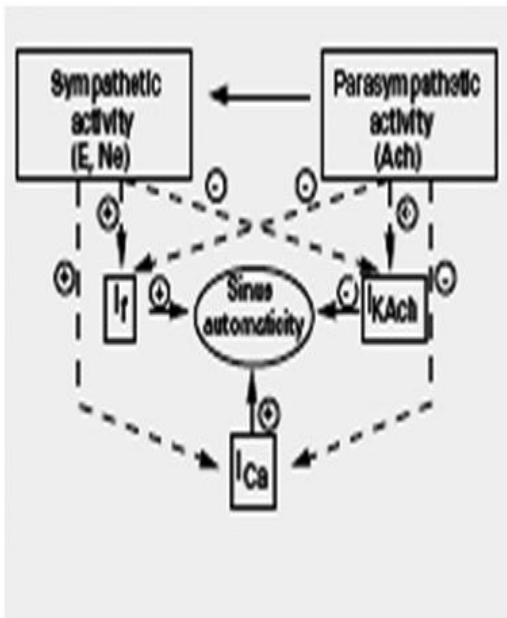 Sympathetic
activity
(E, Ne)
Parasympathetic
activity
(Ach)
-
-
+
+
+
-
If
+
Sinus
automaticity
-
IKAch
+
ICa